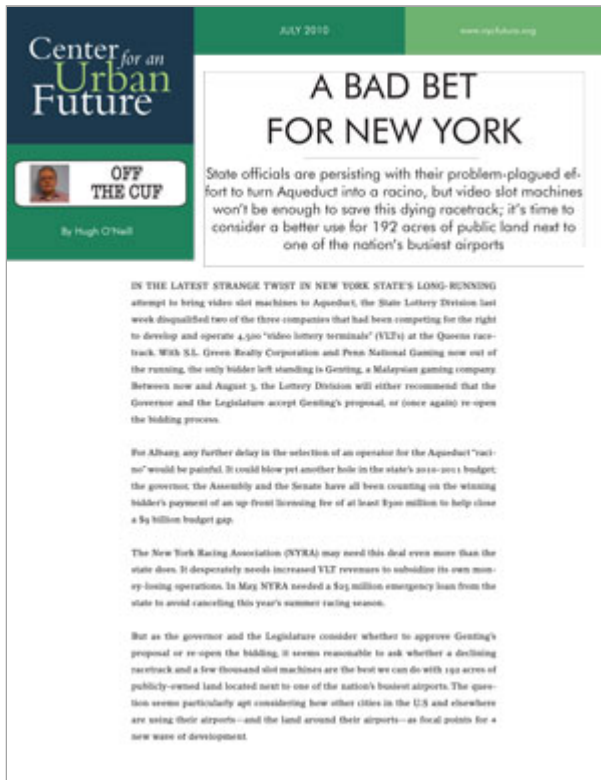 JULY 2010
www.nycfuture.org
Center for an
Urban
Future
A BAD BET
FOR NEW YORK
OFF
THE CUF
By Hugh O'Neill
State officials are persisting with their problem-plagued ef-
fort to turn Aqueduct into a racino, but video slot machines
won't be enough to save this dying racetrack; it's time to
consider a better use for 192 acres of public land next to
one of the nation's busiest airports
IN THE LATEST STRANGE TWIST IN NEW YORK STATE'S LONG-RUNNING
attempt to bring video slot machines to Aqueduct, the State Lottery Division last
week disqualified two of the three companies that had been competing for the right
to develop and operate 4,500 "video lottery terminals" (VLTs) at the Queens race-
track. With S.L. Green Realty Corporation and Penn National Gaming now out of
the running, the only bidder left standing is Genting, a Malaysian gaming company.
Between now and August 3, the Lottery Division will either recommend that the
Governor and the Legislature accept Genting's proposal, or (once again) re-open
the bidding process.
For Albany, any further delay in the selection of an operator for the Aqueduct "raci-
no" would be painful. It could blow yet another hole in the state's 2010-2011 budget;
the governor, the Assembly and the Senate have all been counting on the winning
bidder's payment of an up-front licensing fee of at least $300 million to help close
a $9 billion budget gap.
The New York Racing Association (NYRA) may need this deal even more than the
state does. It desperately needs increased VLT revenues to subsidize its own mon-
ey-losing operations. In May, NYRA needed a $25 million emergency loan from the
state to avoid canceling this year's summer racing season.
But as the governor and the Legislature consider whether to approve Genting's
proposal or re-open the bidding, it seems reasonable to ask whether a declining
racetrack and a few thousand slot machines are the best we can do with 192 acres of
publicly-owned land located next to one of the nation's busiest airports. The ques-
tion seems particularly apt considering how other cities in the U.S and elsewhere
are using their airports—and the land around their airports—as focal points for a
new wave of development.